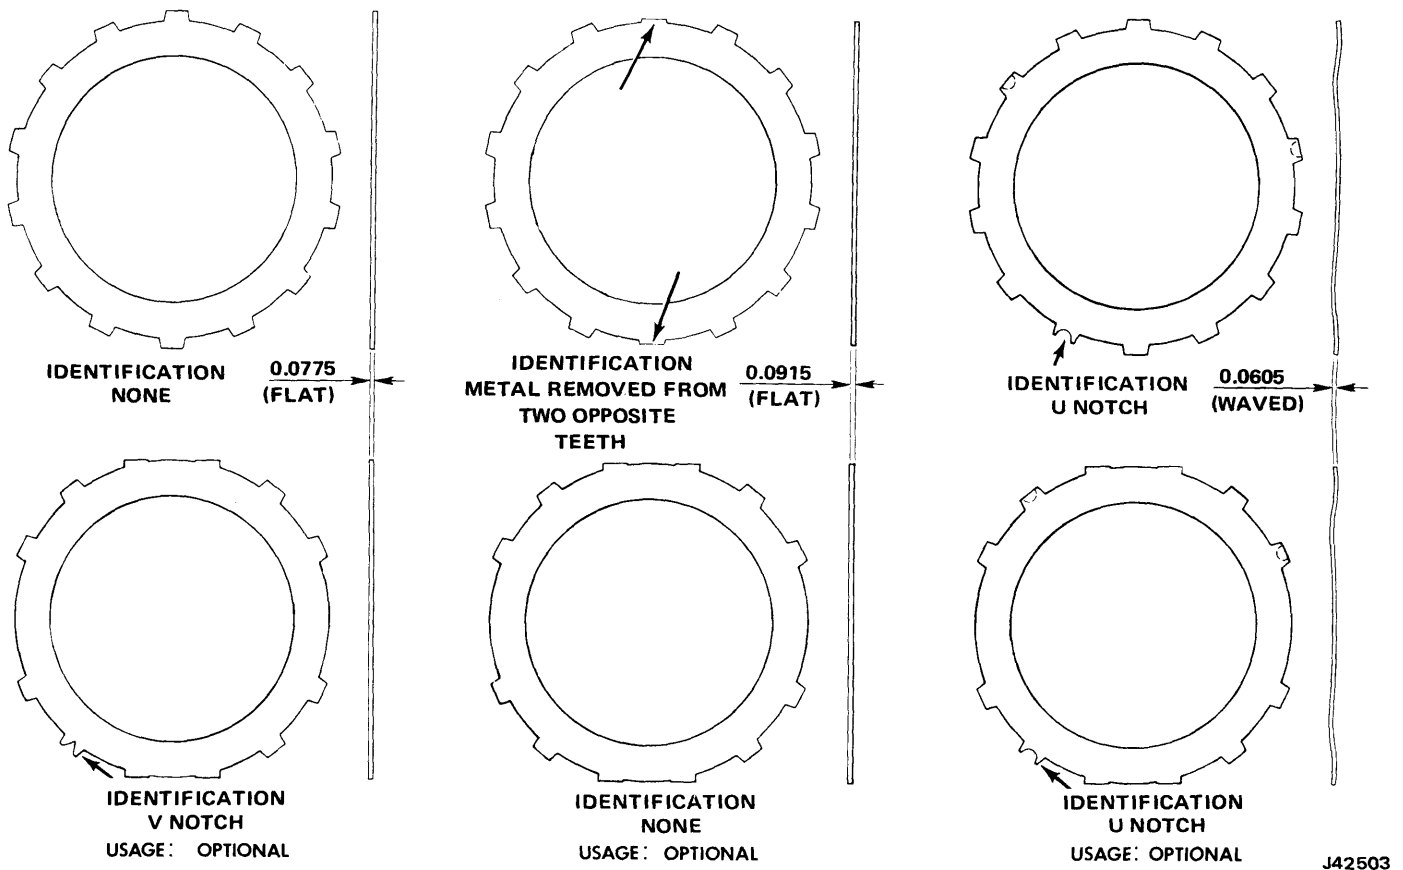 IDENTIFICATION
NONE
0.0775
(FLAT)
IDENTIFICATION
METAL REMOVED FROM
TWO OPPOSITE
TEETH
0.0915
(FLAT)
IDENTIFICATION
U NOTCH
0.0605
(WAVED)
IDENTIFICATION
V NOTCH
USAGE: OPTIONAL
IDENTIFICATION
NONE
USAGE: OPTIONAL
IDENTIFICATION
U NOTCH
USAGE: OPTIONAL
J42503